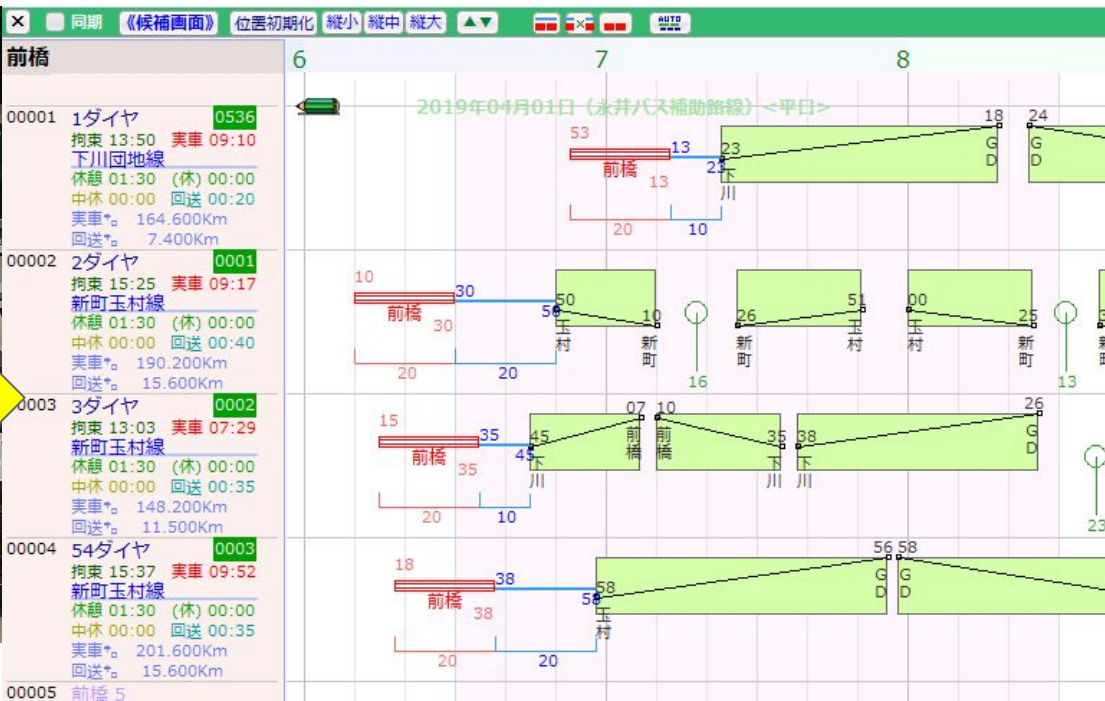 同期 《候補画面》 位置初期化 縦小 縦中 縦大 ▲▼ AUTO
前橋 6 7 8
2019年04月01日（永井バス補助路線）<平日>
00001 1ダイヤ 0536
拘束 13:50 実車 09:10
下川団地線
休憩 01:30 (休) 00:00
中休 00:00 回送 00:20
実車㌔ 164.600Km
回送㌔ 7.400Km
53 13 23 18 24
前橋 13 23 下川 GD GD
20 10
00002 2ダイヤ 0001
拘束 15:25 実車 09:17
新町玉村線
休憩 01:30 (休) 00:00
中休 00:00 回送 00:40
実車㌔ 190.200Km
回送㌔ 15.600Km
10 30 50 10 26 51 00 25
前橋 30 50 玉村 新町 新町 玉村 玉村 新町
20 20 16 13
0003 3ダイヤ 0002
拘束 13:03 実車 07:29
新町玉村線
休憩 01:30 (休) 00:00
中休 00:00 回送 00:35
実車㌔ 148.200Km
回送㌔ 11.500Km
15 35 45 07 10 35 38 26
前橋 35 45 下川 前橋 前橋 下川 下川 GD
20 10 23
00004 54ダイヤ 0003
拘束 15:37 実車 09:52
新町玉村線
休憩 01:30 (休) 00:00
中休 00:00 回送 00:35
実車㌔ 201.600Km
回送㌔ 15.600Km
18 38 58 56 58
前橋 38 58 玉村 GD GD
20 20
00005 前橋 5